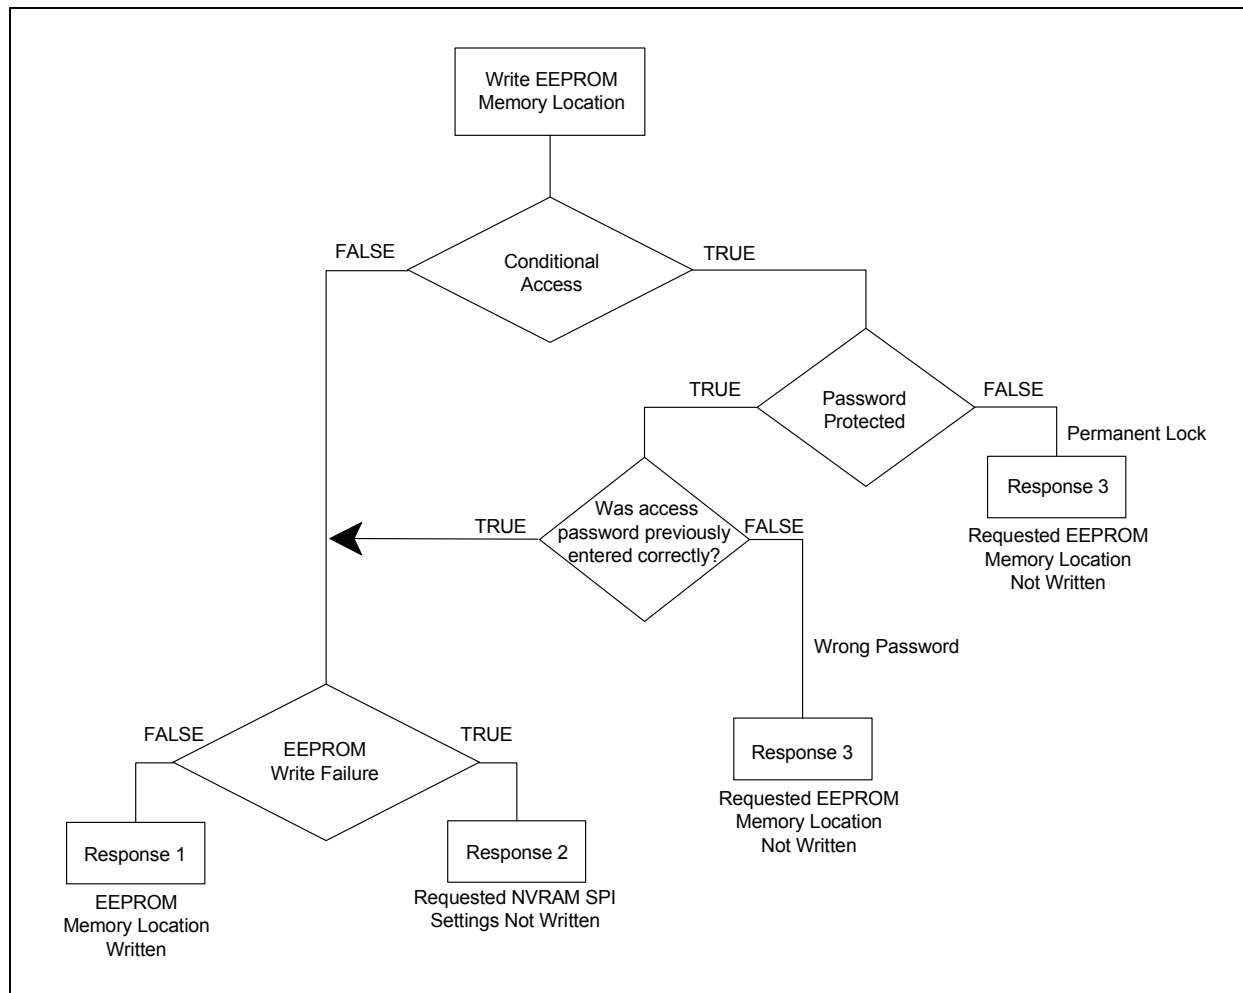 Write EEPROM
Memory Location
FALSE
TRUE
Conditional
Access
TRUE
FALSE
Password
Protected
Permanent Lock
Response 3
Requested EEPROM
Memory Location
Not Written
TRUE
Was access
password previously
entered correctly?
FALSE
Wrong Password
Response 3
Requested EEPROM
Memory Location
Not Written
FALSE
TRUE
EEPROM
Write Failure
Response 1
EEPROM
Memory Location
Written
Response 2
Requested NVRAM SPI
Settings Not Written